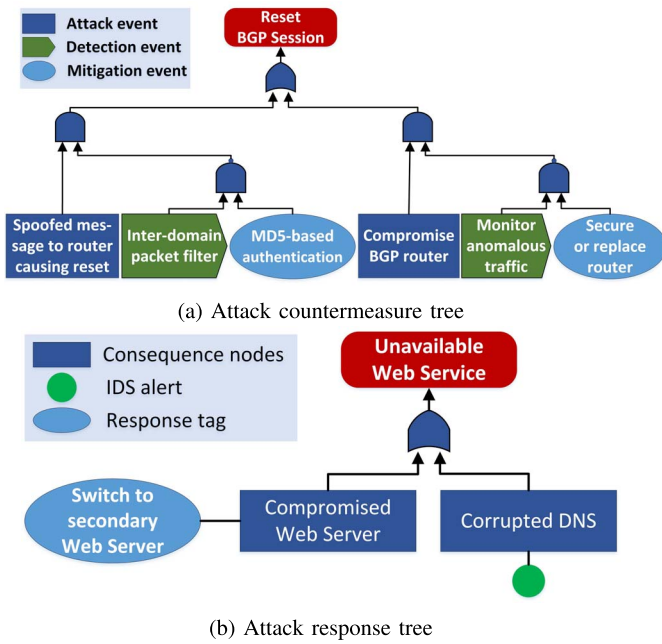 Attack event
Detection event
Mitigation event
Reset
BGP Session
Spoofed mes-
sage to router
causing reset
Inter-domain
packet filter
MD5-based
authentication
Compromise
BGP router
Monitor
anomalous
traffic
Secure
or replace
router
(a) Attack countermeasure tree
Consequence nodes
IDS alert
Response tag
Unavailable
Web Service
Switch to
secondary
Web Server
Compromised
Web Server
Corrupted DNS
(b) Attack response tree